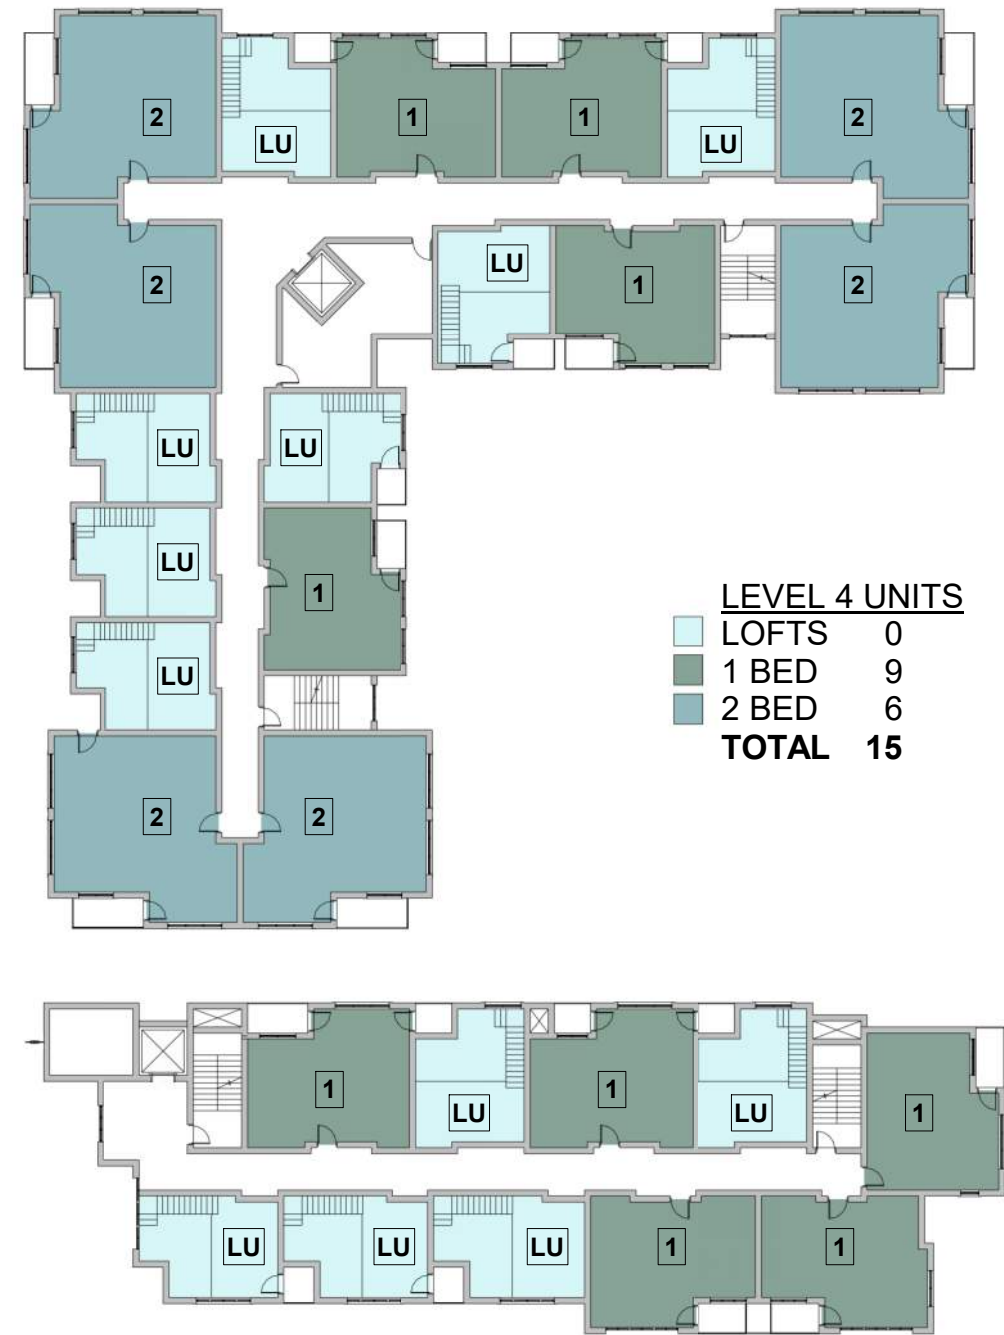 2 LU 1 1 LU 2
2 LU 1 2
LU LU
LU 1
LU
2 2
LEVEL 4 UNITS
LOFTS 0
1 BED 9
2 BED 6
TOTAL 15
1 LU 1 LU 1
LU LU LU 1 1